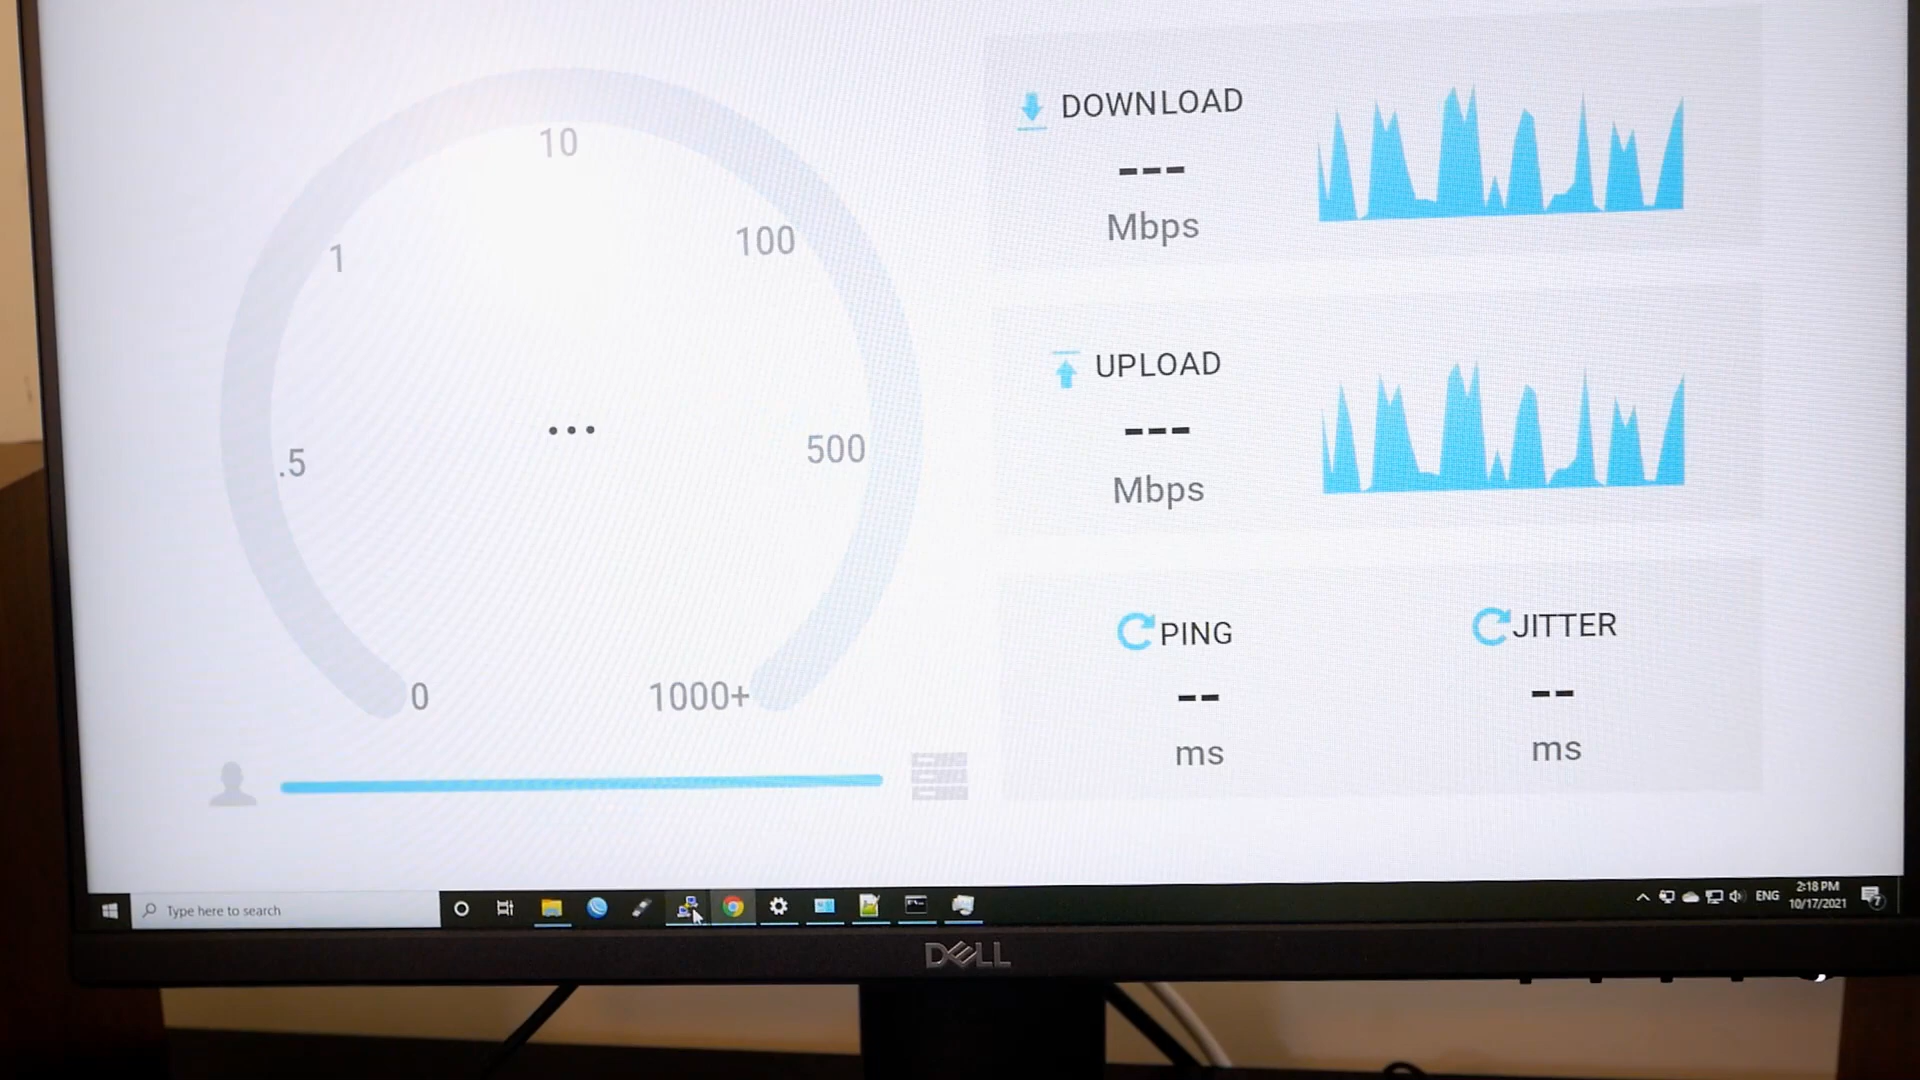 10
1
100
.5
...
500
0
1000+
DOWNLOAD
---
Mbps
UPLOAD
---
Mbps
PING
--
ms
JITTER
--
ms
Type here to search
ENG
2:18 PM
10/17/2021
7
DELL